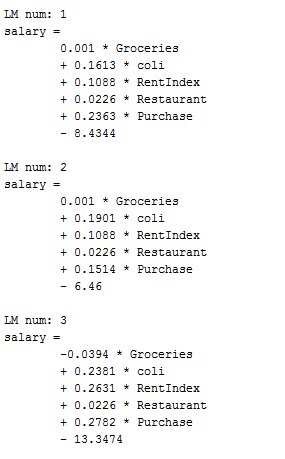 LM num: 1
salary =
0.001 * Groceries
+ 0.1613 * coli
+ 0.1088 * RentIndex
+ 0.0226 * Restaurant
+ 0.2363 * Purchase
- 8.4344
LM num: 2
salary =
0.001 * Groceries
+ 0.1901 * coli
+ 0.1088 * RentIndex
+ 0.0226 * Restaurant
+ 0.1514 * Purchase
- 6.46
LM num: 3
salary =
-0.0394 * Groceries
+ 0.2381 * coli
+ 0.2631 * RentIndex
+ 0.0226 * Restaurant
+ 0.2782 * Purchase
- 13.3474